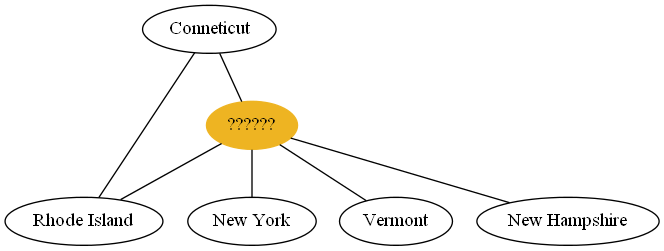 Conneticut
??????
Rhode Island
New York
Vermont
New Hampshire